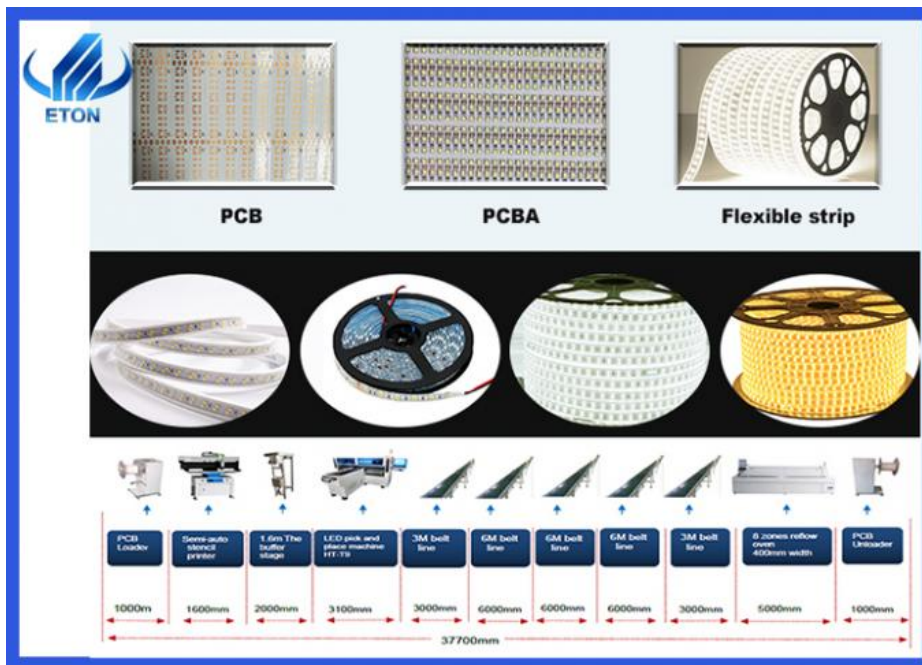 ETON
PCB
PCBA
Flexible strip
PCB
Loader
Semi-auto
stencil
printer
1.6m The
buffer
stage
LED pick and
place machine
HT-T9
3M belt
line
6M belt
line
6M belt
line
6M belt
line
3M belt
line
8 zones reflow
oven
400mm width
PCB
Unloader
1000m
1600mm
2000mm
3100mm
3000mm
6000mm
6000mm
6000mm
3000mm
5000mm
1000mm
37700mm